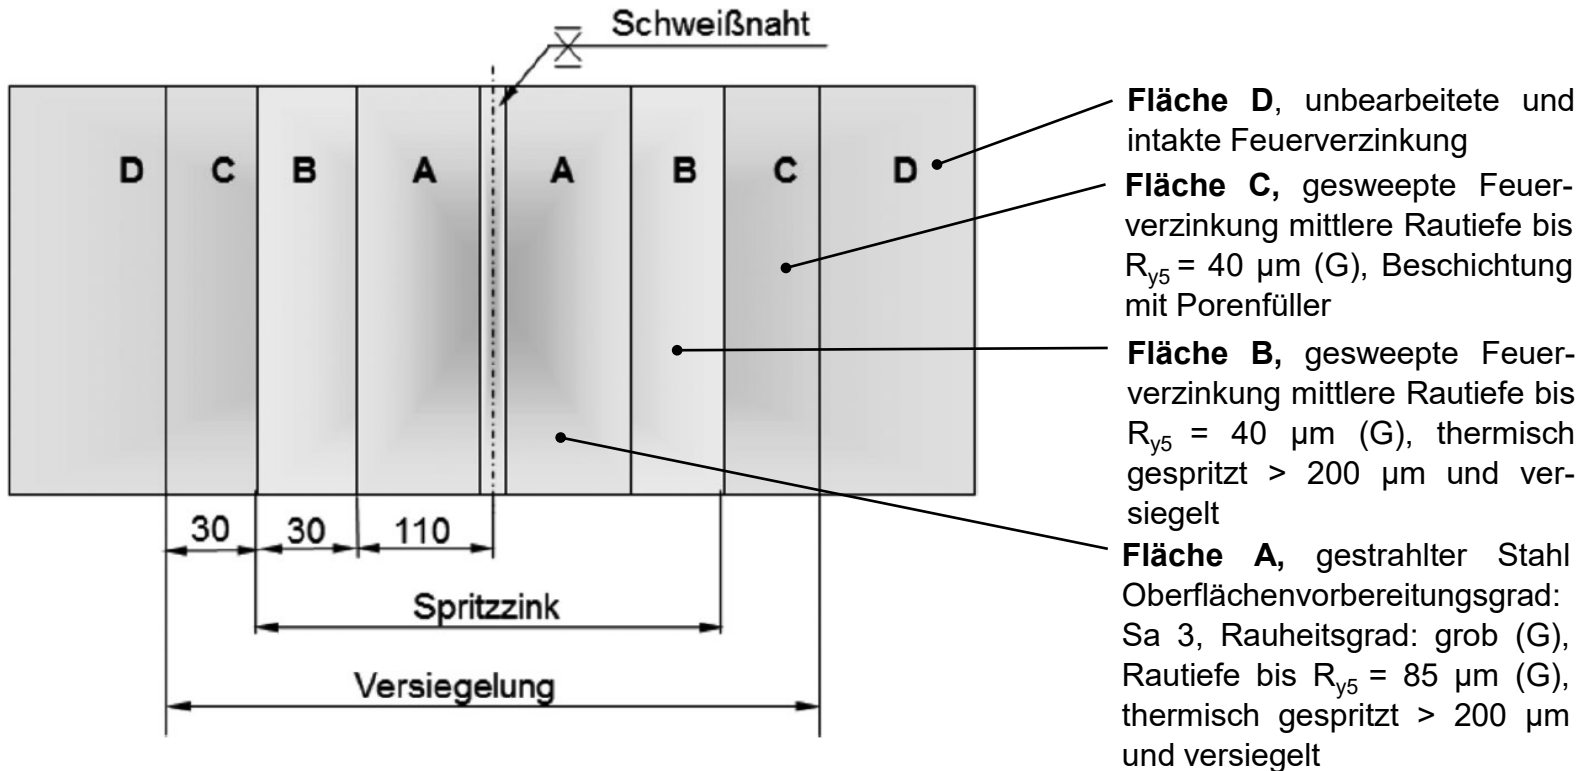 Schweißnaht
D C B A A B C D
30 30 110
Spritzzink
Versiegelung
Fläche D, unbearbeitete und
intakte Feuerverzinkung
Fläche C, gesweepte Feuer-
verzinkung mittlere Rautiefe bis
Ry5 = 40 µm (G), Beschichtung
mit Porenfüller
Fläche B, gesweepte Feuer-
verzinkung mittlere Rautiefe bis
Ry5 = 40 µm (G), thermisch
gespritzt > 200 µm und ver-
siegelt
Fläche A, gestrahlter Stahl
Oberflächenvorbereitungsgrad:
Sa 3, Rauheitsgrad: grob (G),
Rautiefe bis Ry5 = 85 µm (G),
thermisch gespritzt > 200 µm
und versiegelt